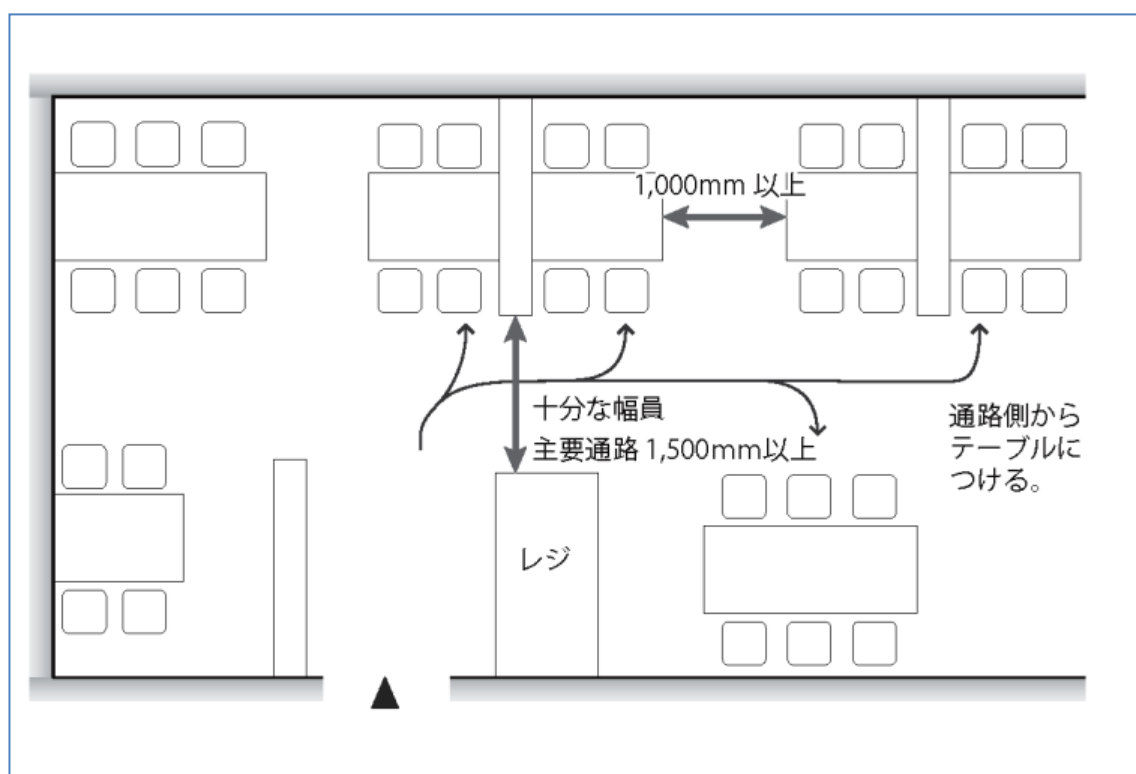 1,000mm 以上
十分な幅員
主要通路 1,500mm以上
通路側から
テーブルに
つける。
レジ